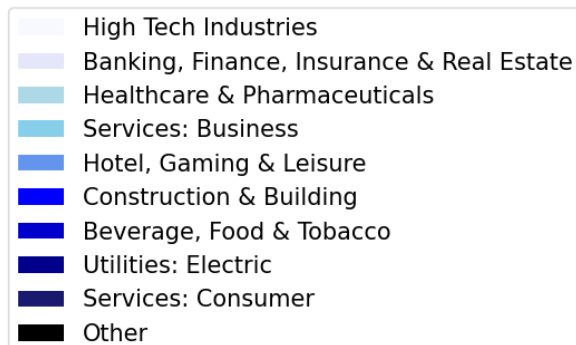 High Tech Industries
Banking, Finance, Insurance & Real Estate
Healthcare & Pharmaceuticals
Services: Business
Hotel, Gaming & Leisure
Construction & Building
Beverage, Food & Tobacco
Utilities: Electric
Services: Consumer
Other